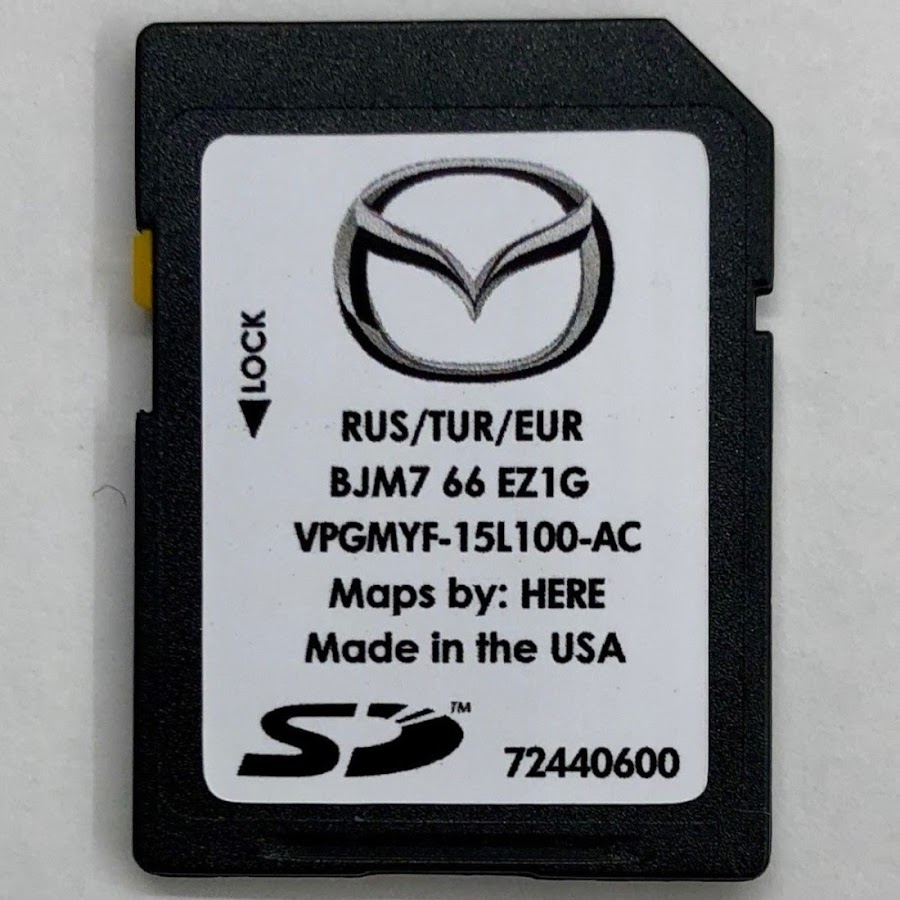 LOCK
RUS/TUR/EUR
BJM7 66 EZ1G
VPGMYF-15L100-AC
Maps by: HERE
Made in the USA
SD™
72440600